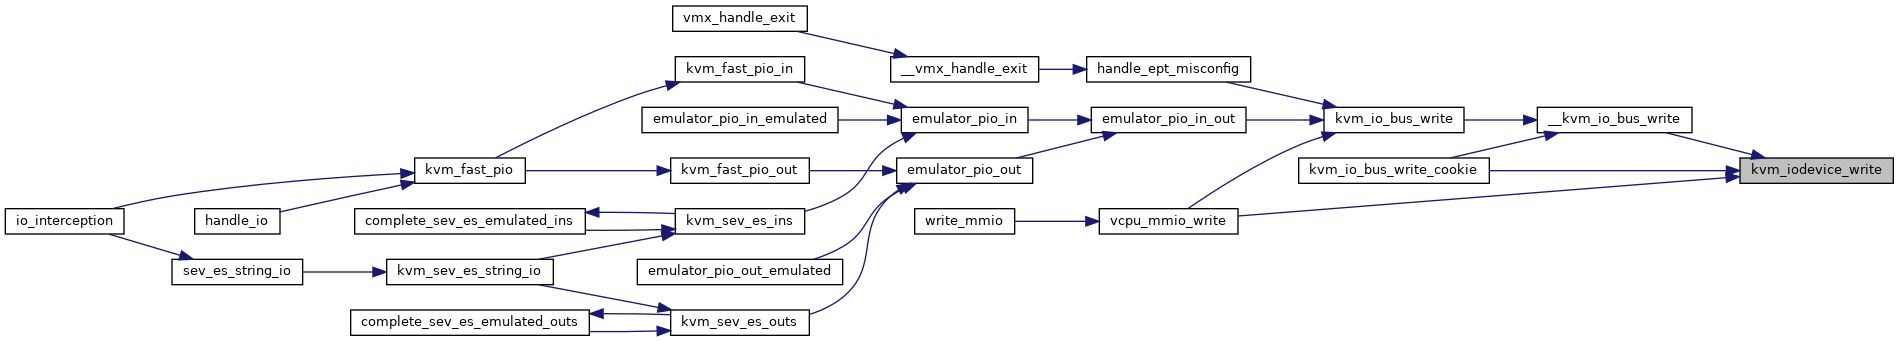 vmx_handle_exit
kvm_fast_pio_in
__vmx_handle_exit
handle_ept_misconfig
emulator_pio_in_emulated
emulator_pio_in
emulator_pio_in_out
kvm_io_bus_write
__kvm_io_bus_write
kvm_fast_pio
kvm_fast_pio_out
emulator_pio_out
kvm_io_bus_write_cookie
kvm_iodevice_write
io_interception
handle_io
complete_sev_es_emulated_ins
kvm_sev_es_ins
write_mmio
vcpu_mmio_write
sev_es_string_io
kvm_sev_es_string_io
emulator_pio_out_emulated
complete_sev_es_emulated_outs
kvm_sev_es_outs